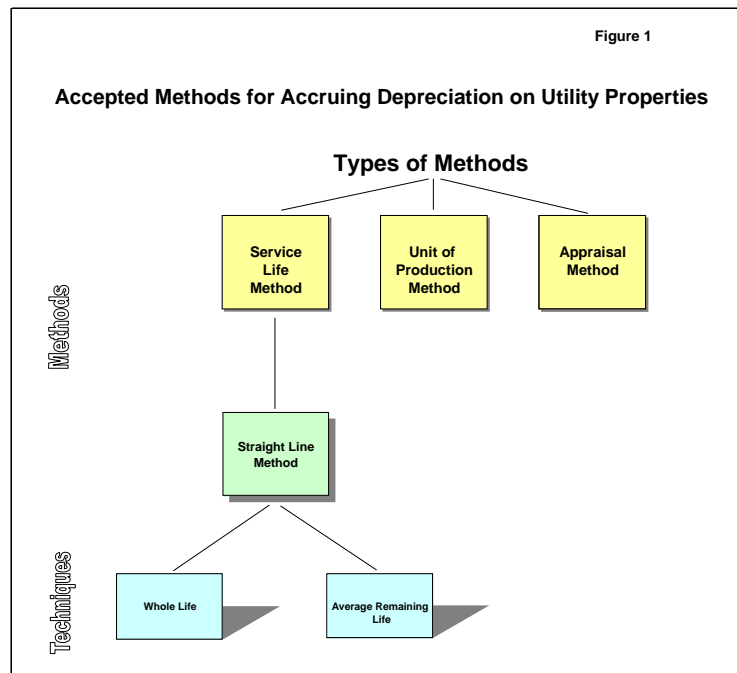 Figure 1
Accepted Methods for Accruing Depreciation on Utility Properties
Types of Methods
Service
Life
Method
Unit of
Production
Method
Appraisal
Method
Methods
Straight Line
Method
Techniques
Whole Life
Average Remaining
Life